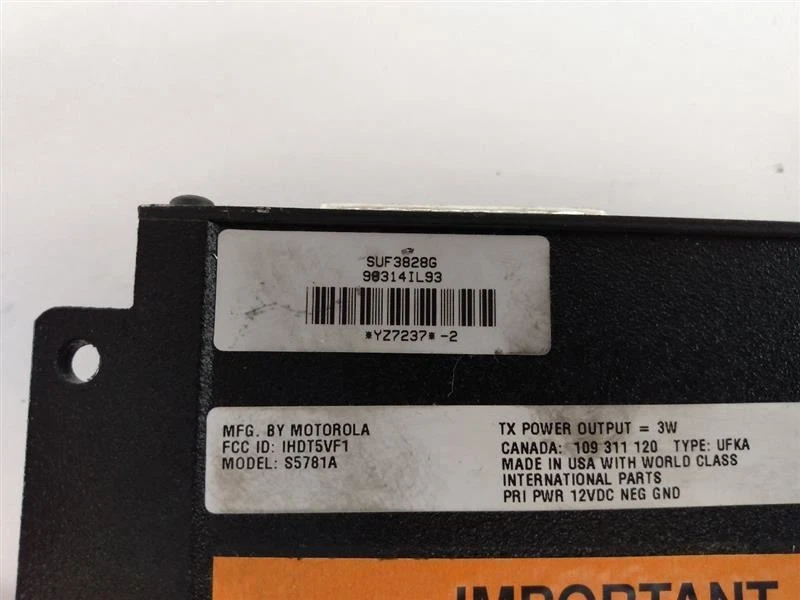 SUF3828G
90314IL93
*YZ7237*-2
MFG. BY MOTOROLA
FCC ID: IHDT5VF1
MODEL: S5781A
TX POWER OUTPUT = 3W
CANADA: 109 311 120 TYPE: UFKA
MADE IN USA WITH WORLD CLASS
INTERNATIONAL PARTS
PRI PWR 12VDC NEG GND
IMPORTANT